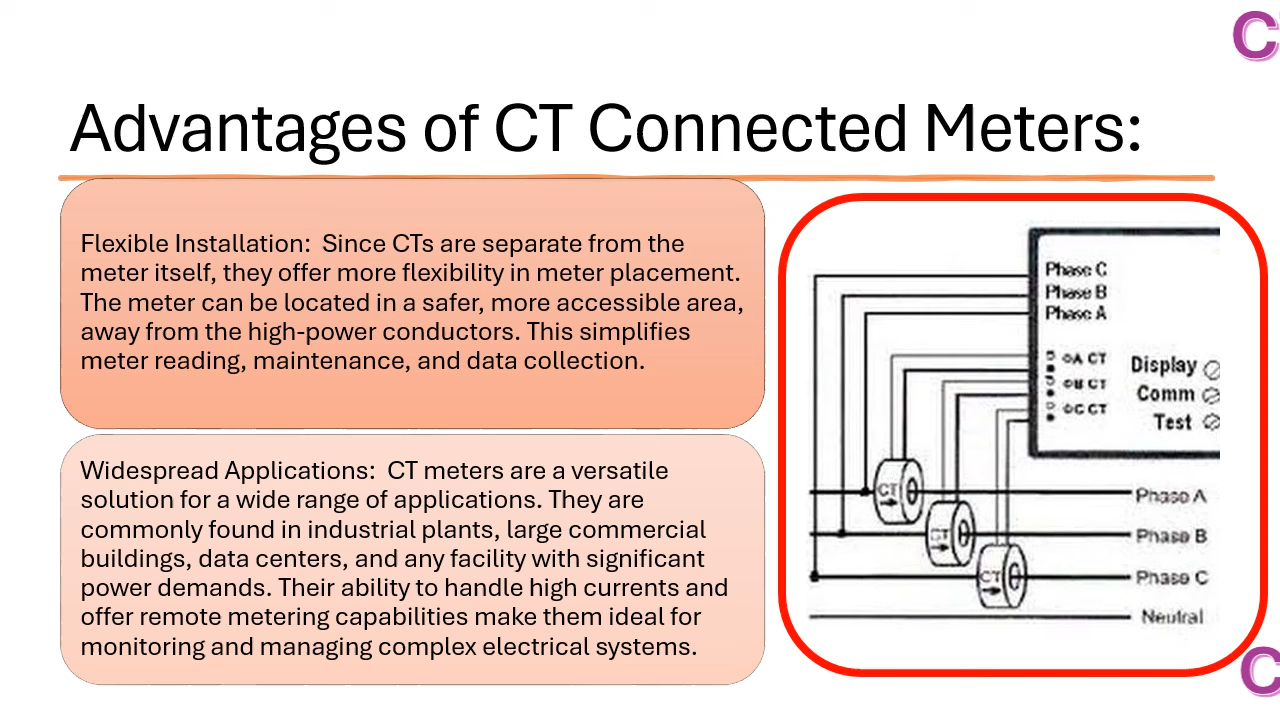 C
Advantages of CT Connected Meters:
Flexible Installation:  Since CTs are separate from the
meter itself, they offer more flexibility in meter placement.
The meter can be located in a safer, more accessible area,
away from the high-power conductors. This simplifies
meter reading, maintenance, and data collection.
Widespread Applications:  CT meters are a versatile
solution for a wide range of applications. They are
commonly found in industrial plants, large commercial
buildings, data centers, and any facility with significant
power demands. Their ability to handle high currents and
offer remote metering capabilities make them ideal for
monitoring and managing complex electrical systems.
Phase C
Phase B
Phase A
ΦA CT
ΦB CT
ΦC CT
Display
Comm
Test
CT
CT
CT
Phase A
Phase B
Phase C
Neutral
C